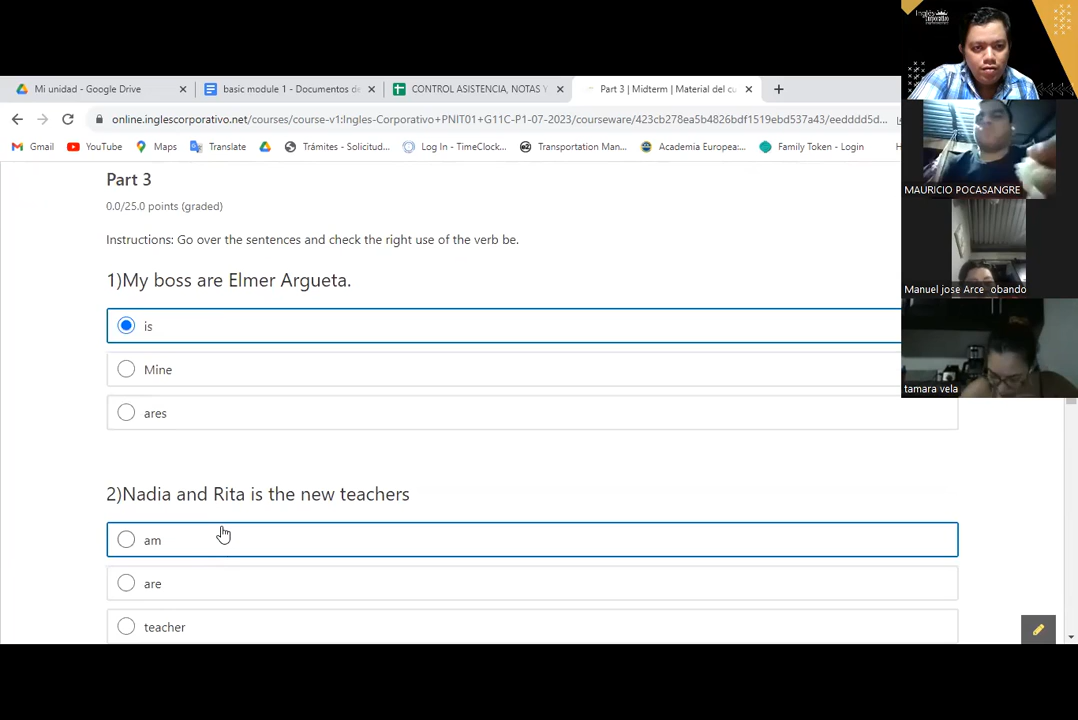 Inglés
Corporativo
Mi unidad - Google Drive
basic module 1 - Documentos de
CONTROL ASISTENCIA, NOTAS Y
Part 3 | Midterm | Material del cu
online.inglescorporativo.net/courses/course-v1:Ingles-Corporativo+PNIT01+G11C-P1-07-2023/courseware/423cb278ea5b4826bdf1519ebd537a43/eedddd5d...
Gmail
YouTube
Maps
Translate
Trámites - Solicitud...
Log In - TimeClock...
Transportation Man...
Academia Europea:...
Family Token - Login
Part 3
0.0/25.0 points (graded)
Instructions: Go over the sentences and check the right use of the verb be.
1)My boss are Elmer Argueta.
is
Mine
ares
2)Nadia and Rita is the new teachers
am
are
teacher
MAURICIO POCASANGRE
Manuel jose Arce obando
tamara vela